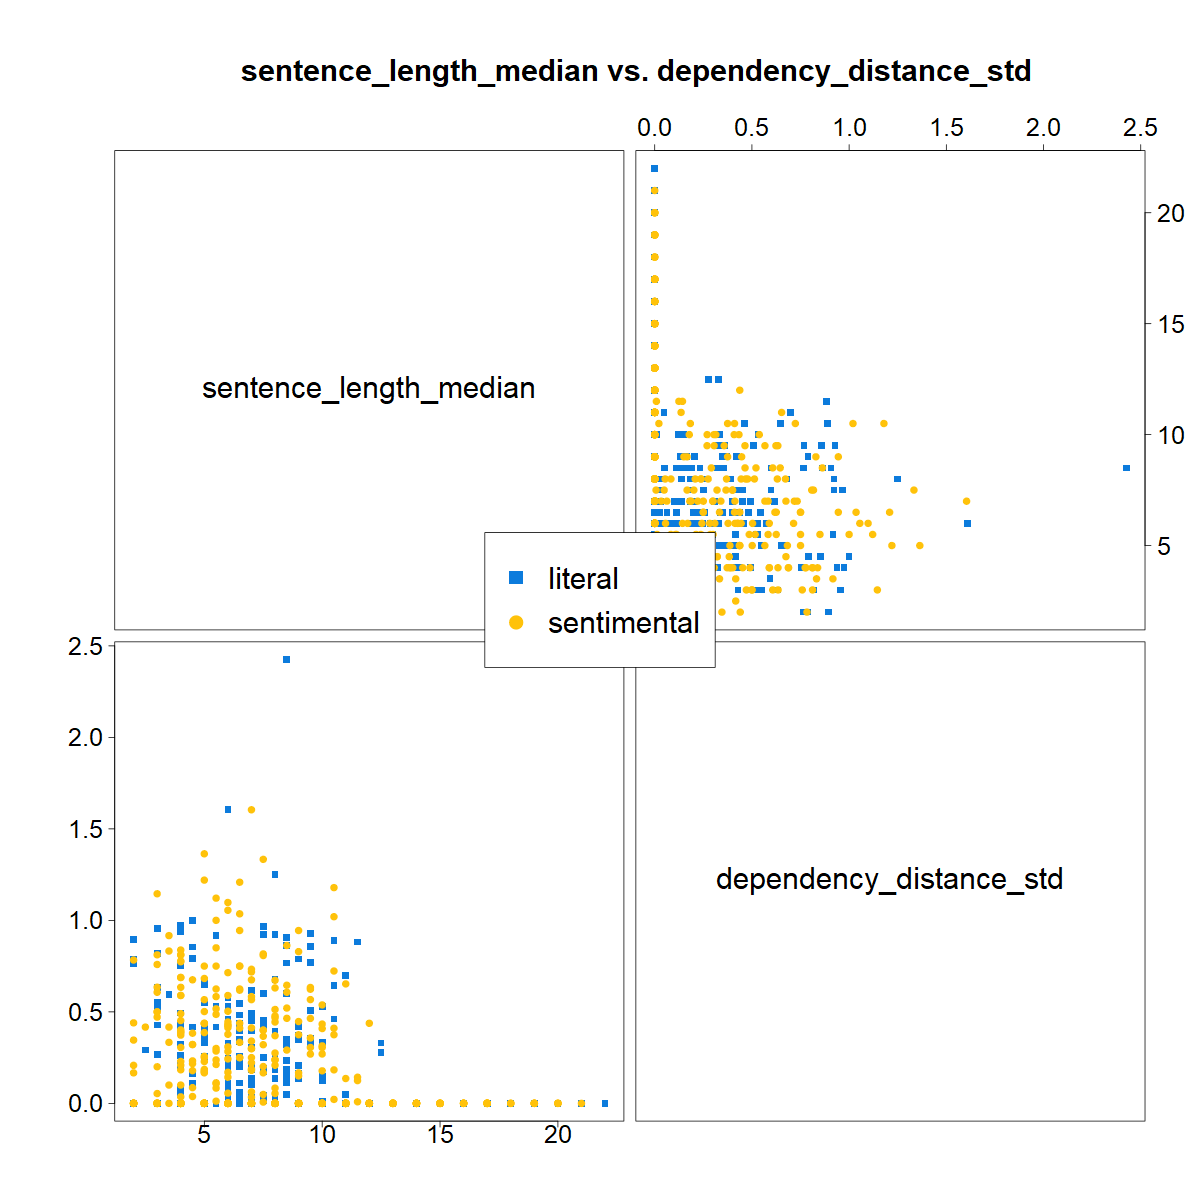 sentence_length_median vs. dependency_distance_std
0.0 0.5 1.0 1.5 2.0 2.5
20
15
10
5
sentence_length_median
literal
sentimental
2.5
2.0
1.5
1.0
0.5
0.0
dependency_distance_std
5 10 15 20